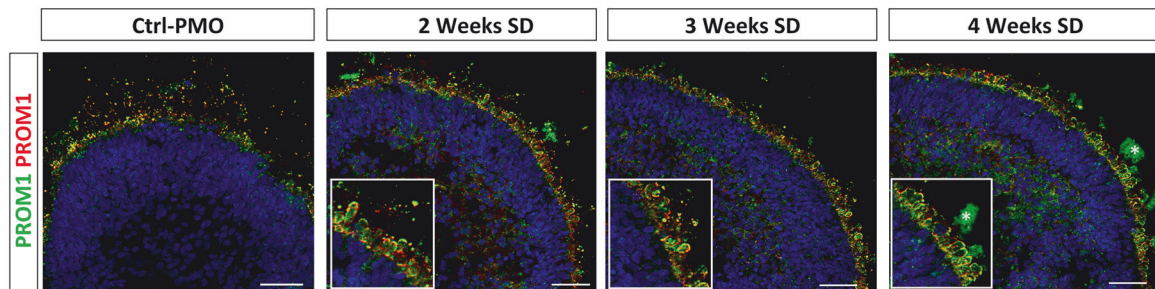 Ctrl-PMO
2 Weeks SD
3 Weeks SD
4 Weeks SD
PROM1 PROM1
*
*